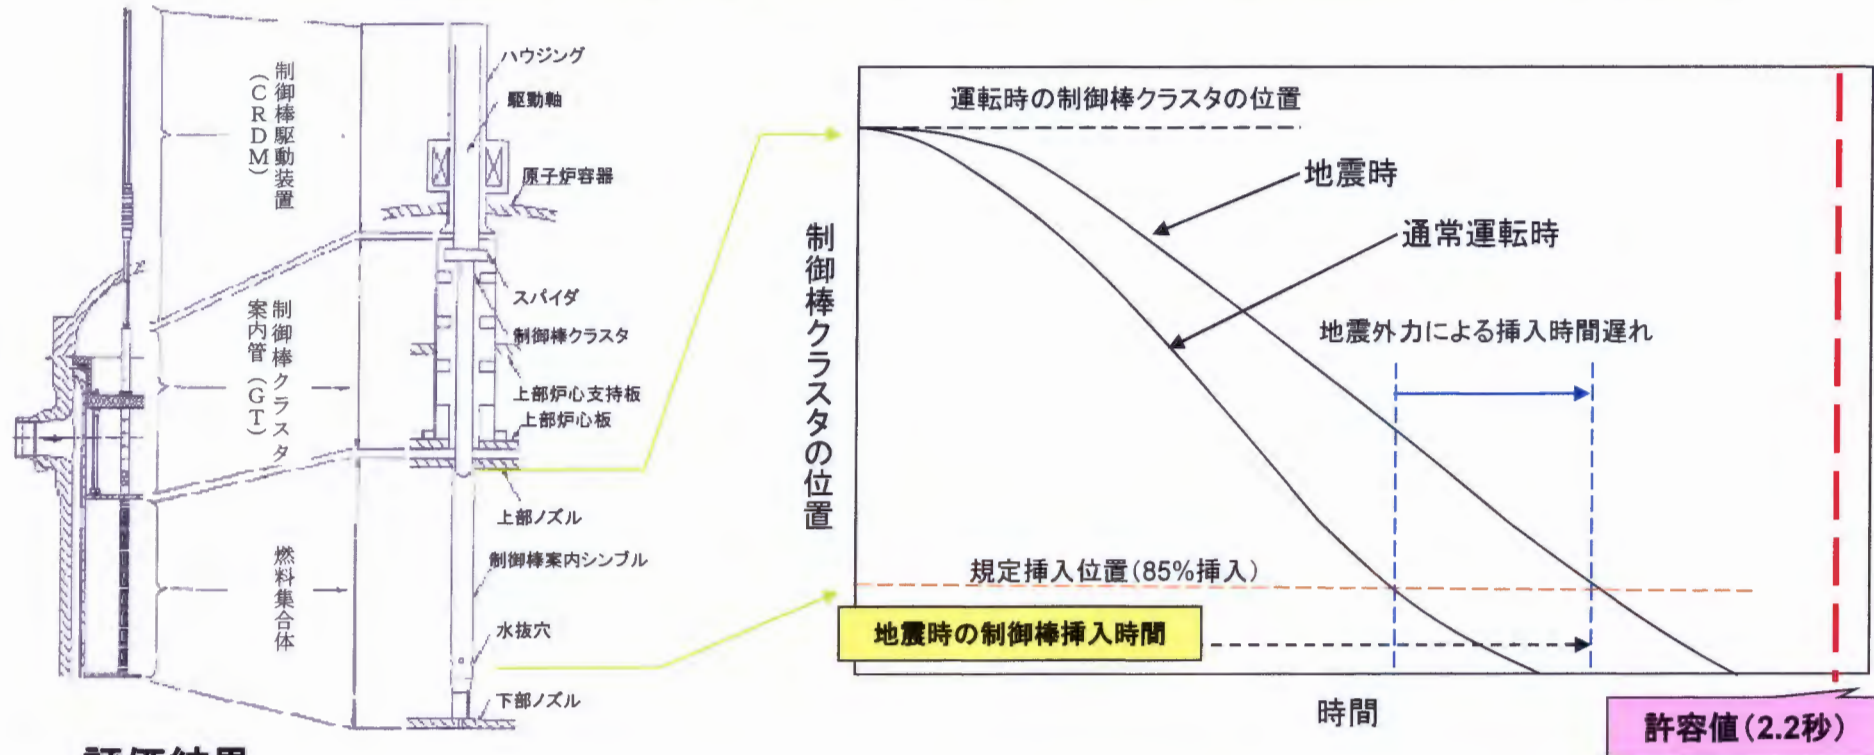 制御棒駆動装置
(CRDM)
制御棒クラスタ
案内管(GT)
燃料集合体
ハウジング
駆動軸
原子炉容器
スパイダ
制御棒クラスタ
上部炉心支持板
上部炉心板
上部ノズル
制御棒案内シンブル
水抜穴
下部ノズル
運転時の制御棒クラスタの位置
地震時
通常運転時
地震外力による挿入時間遅れ
制御棒クラスタの位置
規定挿入位置(85%挿入)
地震時の制御棒挿入時間
時間
許容値(2.2秒)